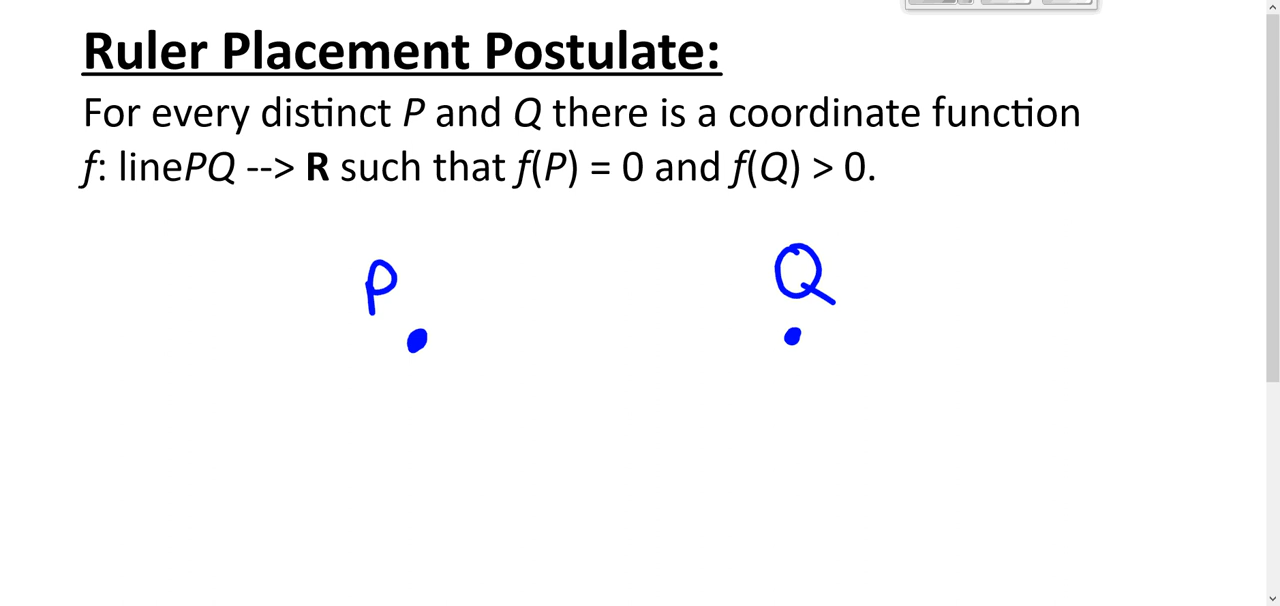 Ruler Placement Postulate:
For every distinct P and Q there is a coordinate function
f: linePQ --> R such that f(P) = 0 and f(Q) > 0.
P Q